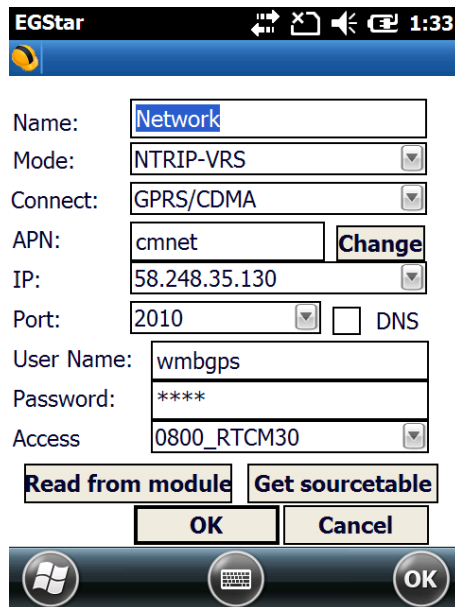 EGStar 1:33
Name: Network
Mode: NTRIP-VRS
Connect: GPRS/CDMA
APN: cmnet Change
IP: 58.248.35.130
Port: 2010 DNS
User Name: wmbgps
Password: ****
Access 0800_RTCM30
Read from module Get sourcetable
OK Cancel
OK